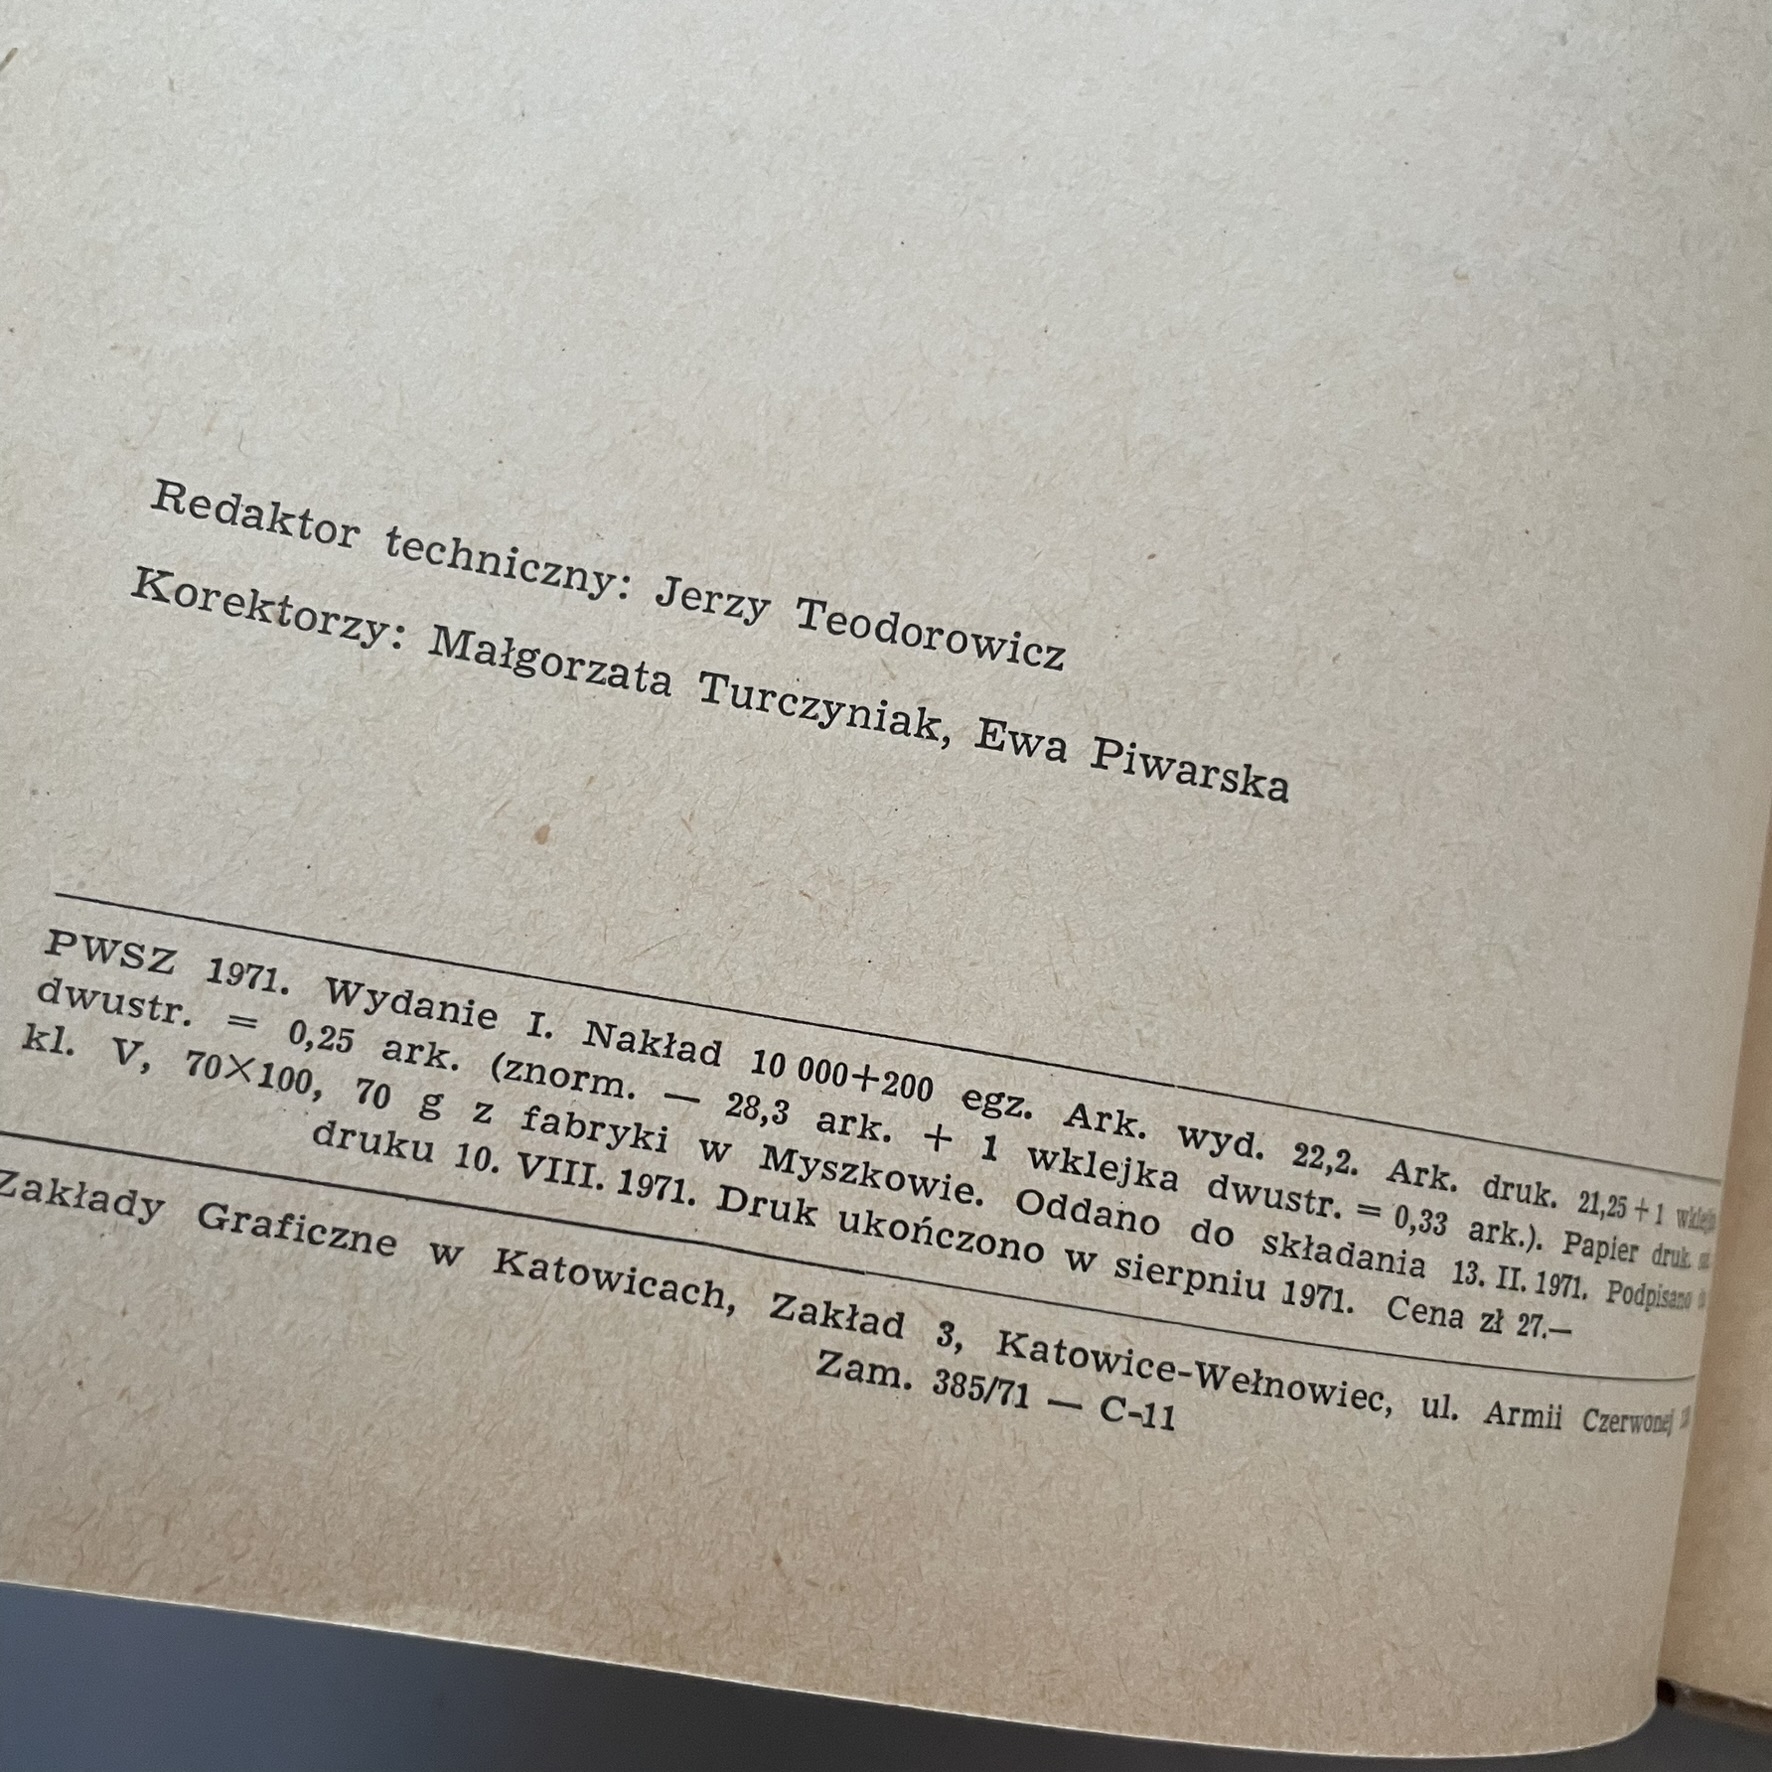 Redaktor techniczny: Jerzy Teodorowicz
Korektorzy: Małgorzata Turczyniak, Ewa Piwarska
PWSZ 1971. Wydanie I. Nakład 10 000+200 egz. Ark. wyd. 22,2. Ark. druk. 21,25+1
dwustr. = 0,25 ark. (znorm. — 28,3 ark. + 1 wklejka dwustr. = 0,33 ark.). Papier druk.
kl. V, 70×100, 70 g z fabryki w Myszkowie. Oddano do składania 13. II. 1971. Podpisano
druku 10. VIII. 1971. Druk ukończono w sierpniu 1971. Cena zł 27.—
Zakłady Graficzne w Katowicach, Zakład 3, Katowice-Wełnowiec, ul. Armii Czerwonej
Zam. 385/71 — C-11